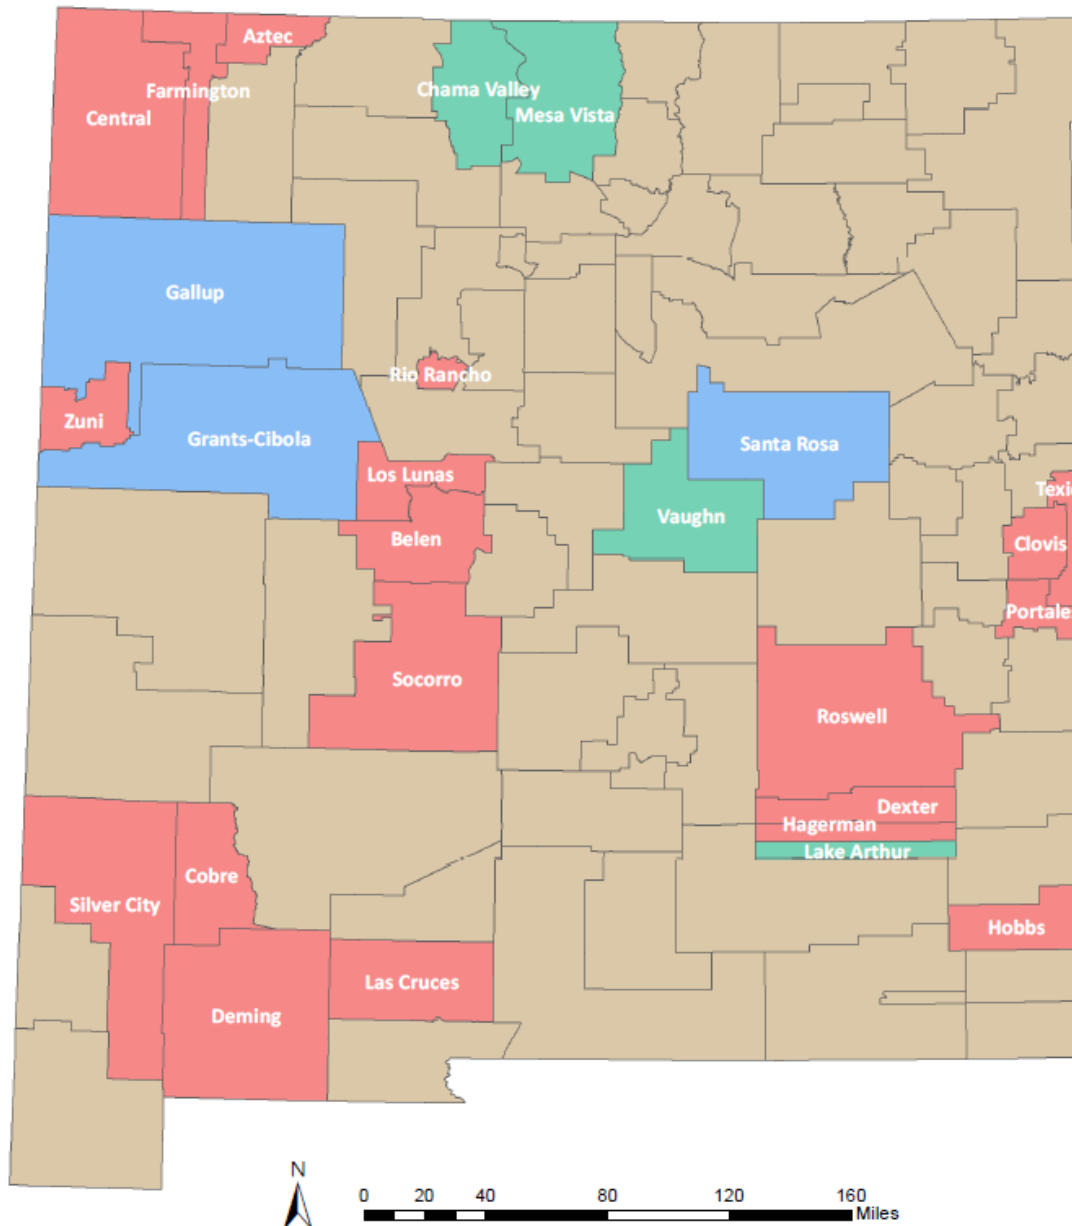 Aztec
Farmington
Central
Chama Valley
Mesa Vista
Gallup
Rio Rancho
Zuni
Grants-Cibola
Santa Rosa
Los Lunas
Texic
Vaughn
Belen
Clovis
Portales
Socorro
Roswell
Dexter
Hagerman
Lake Arthur
Cobre
Silver City
Hobbs
Las Cruces
Deming
N
0 20 40 80 120 160
Miles